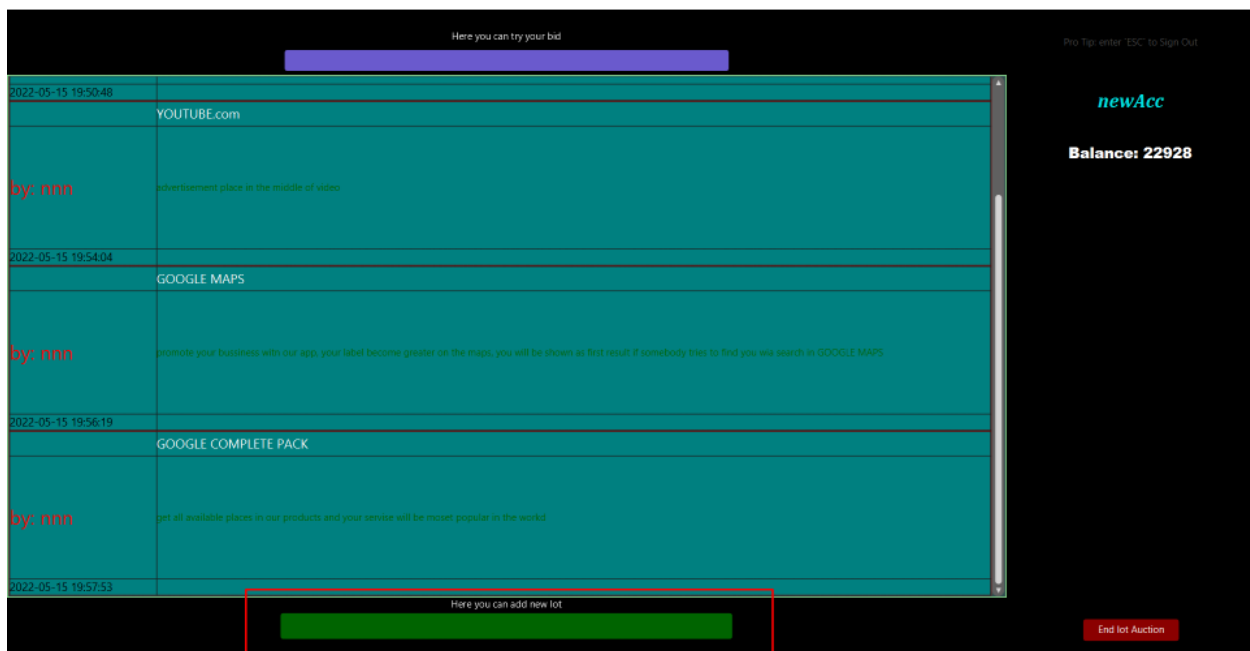 Here you can try your bid
Pro Tip: enter 'ESC' to Sign Out
2022-05-15 19:50:48
newAcc
YOUTUBE.com
Balance: 22928
by: nnn
advertisement place in the middle of video
2022-05-15 19:54:04
GOOGLE MAPS
by: nnn
promote your bussiness with our app, your label become greater on the maps, you will be shown as first result if somebody tries to find you wia search in GOOGLE MAPS
2022-05-15 19:56:19
GOOGLE COMPLETE PACK
by: nnn
get all available places in our products and your service will be moset popular in the workd
2022-05-15 19:57:53
Here you can add new lot
End lot Auction